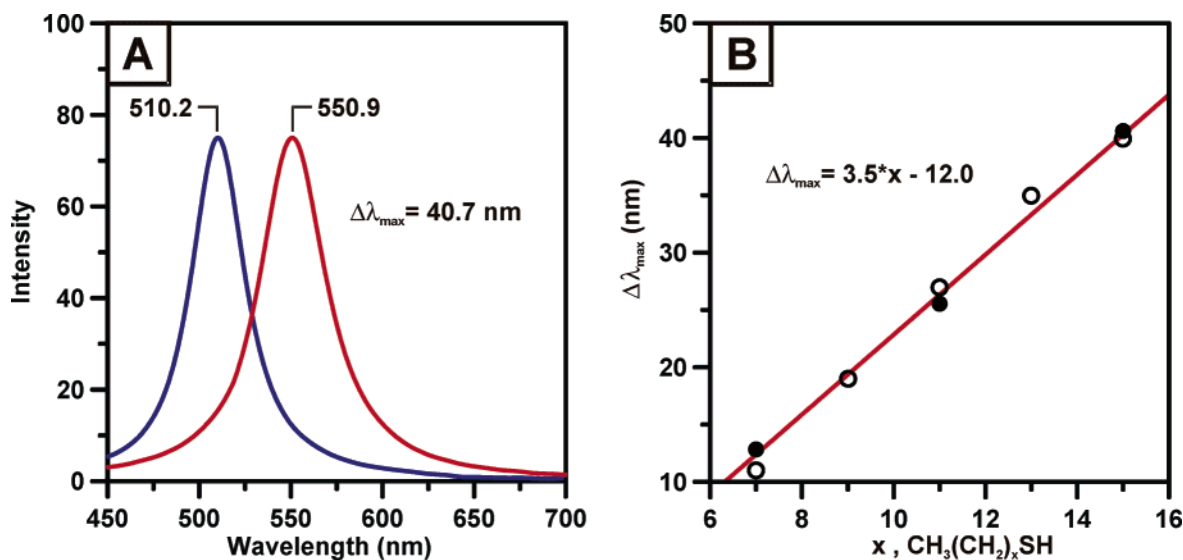 A
100
80
60
40
20
0
Intensity
510.2
550.9
Δλmax= 40.7 nm
450 500 550 600 650 700
Wavelength (nm)
B
50
40
30
20
10
Δλmax (nm)
Δλmax= 3.5*x - 12.0
6 8 10 12 14 16
x , CH3(CH2)xSH